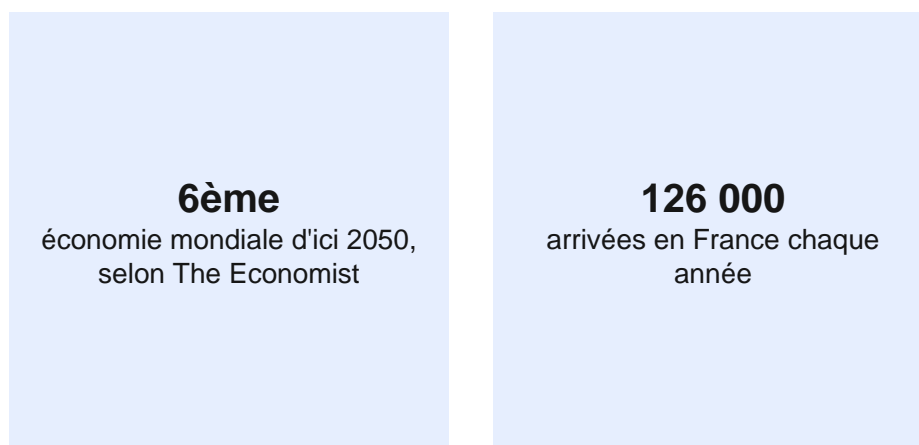 6ème
économie mondiale d'ici 2050,
selon The Economist
126 000
arrivées en France chaque
année